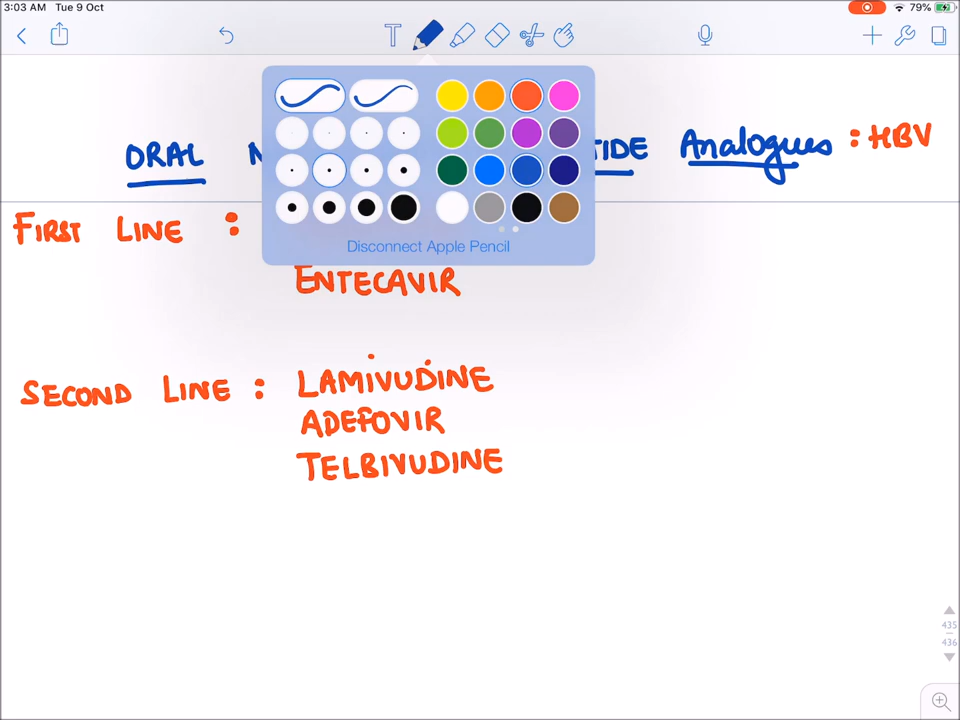 3:03 AM Tue 9 Oct 79%
T
ORAL TIDE Analogues : HBV
FIRST LINE :
Disconnect Apple Pencil
ENTECAVIR
SECOND LINE : LAMIVUDINE
ADEFOVIR
TELBIVUDINE
435
436